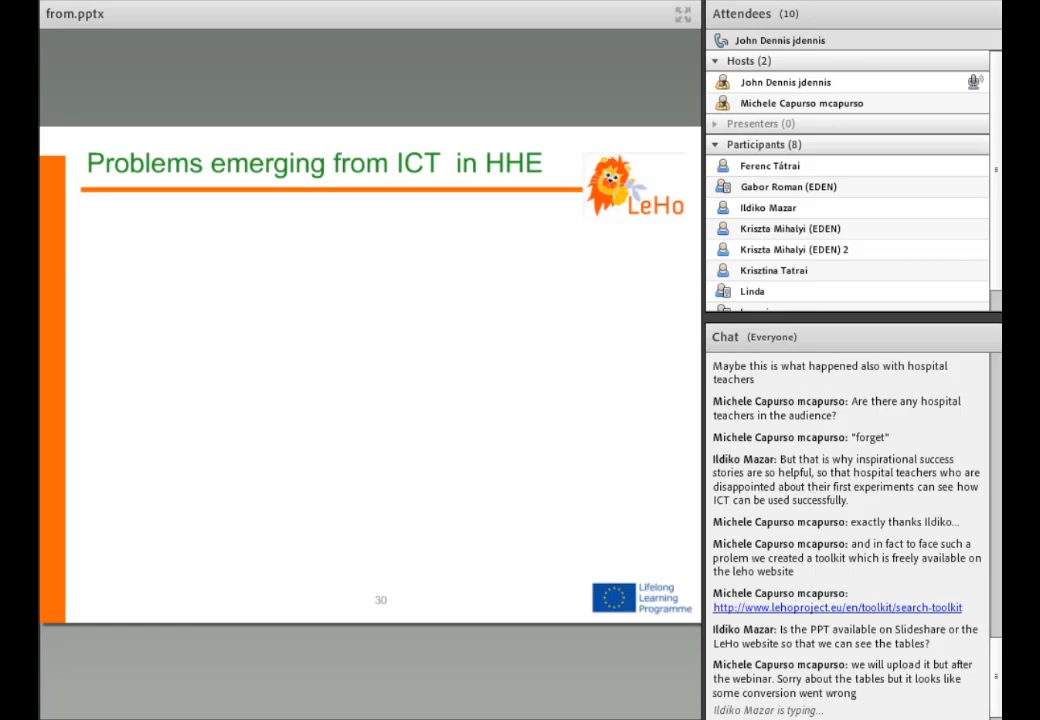 from.pptx
Problems emerging from ICT in HHE
LeHo
30
Lifelong
Learning
Programme
Attendees (10)
John Dennis jdennis
Hosts (2)
John Dennis jdennis
Michele Capurso mcapurso
Presenters (0)
Participants (8)
Ferenc Tátrai
Gabor Roman (EDEN)
Ildiko Mazar
Kriszta Mihalyi (EDEN)
Kriszta Mihalyi (EDEN) 2
Krisztina Tatrai
Linda
Chat (Everyone)
Maybe this is what happened also with hospital
teachers
Michele Capurso mcapurso: Are there any hospital
teachers in the audience?
Michele Capurso mcapurso: "forget"
Ildiko Mazar: But that is why inspirational success
stories are so helpful, so that hospital teachers who are
disappointed about their first experiments can see how
ICT can be used successfully.
Michele Capurso mcapurso: exactly thanks Ildiko...
Michele Capurso mcapurso: and in fact to face such a
prolem we created a toolkit which is freely available on
the leho website
Michele Capurso mcapurso:
http://www.lehoproject.eu/en/toolkit/search-toolkit
Ildiko Mazar: Is the PPT available on Slideshare or the
LeHo website so that we can see the tables?
Michele Capurso mcapurso: we will upload it but after
the webinar. Sorry about the tables but it looks like
some conversion went wrong
Ildiko Mazar is typing...